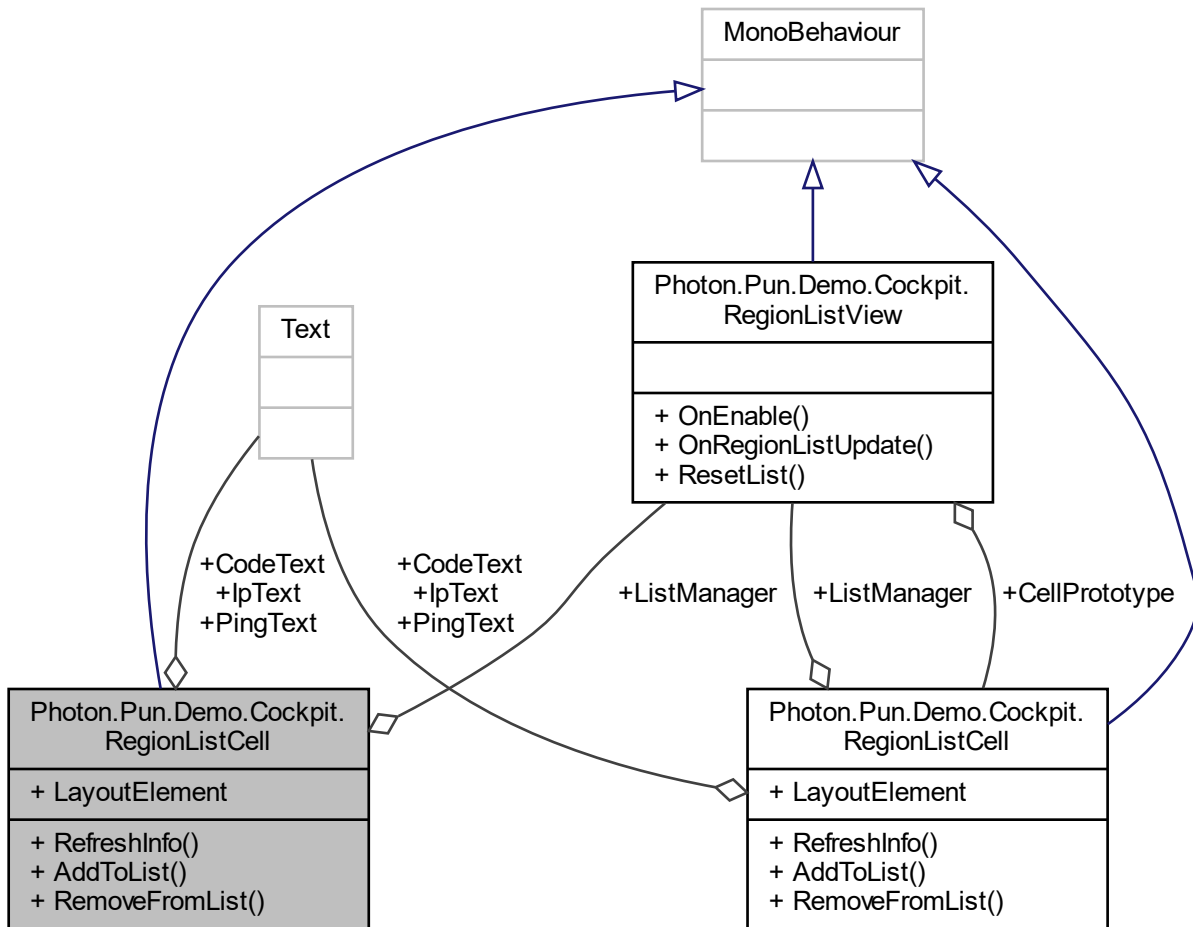 MonoBehaviour
Photon.Pun.Demo.Cockpit.
RegionListView
+ OnEnable()
+ OnRegionListUpdate()
+ ResetList()
Text
+CodeText
+IpText
+PingText
+CodeText
+IpText
+PingText
+ListManager
+ListManager
+CellPrototype
Photon.Pun.Demo.Cockpit.
RegionListCell
+ LayoutElement
+ RefreshInfo()
+ AddToList()
+ RemoveFromList()
Photon.Pun.Demo.Cockpit.
RegionListCell
+ LayoutElement
+ RefreshInfo()
+ AddToList()
+ RemoveFromList()